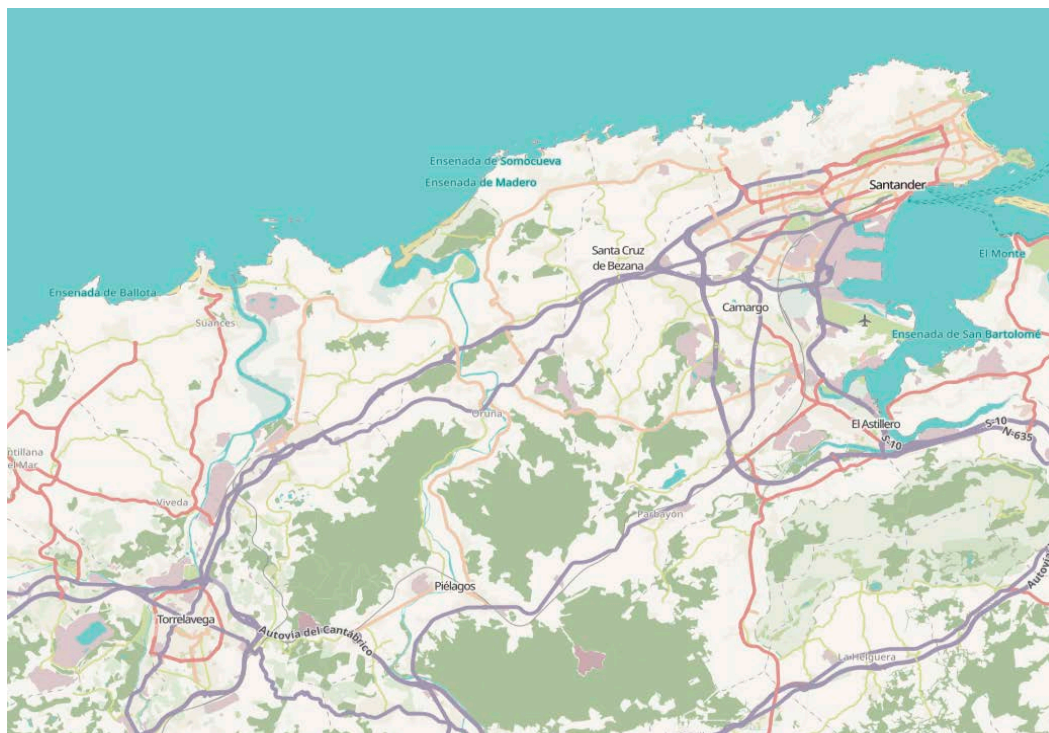 Ensenada de Somocueva
Ensenada de Madero
Santander
Santa Cruz
de Bezana
El Monte
Ensenada de Ballota
Suances
Camargo
Ensenada de San Bartolomé
Oruña
El Astillero
S-10
S-10
N-635
ntillana
el Mar
Viveda
Parbayón
Piélagos
Torrelavega
Autovía del Cantábrico
Autovía
La Helguera